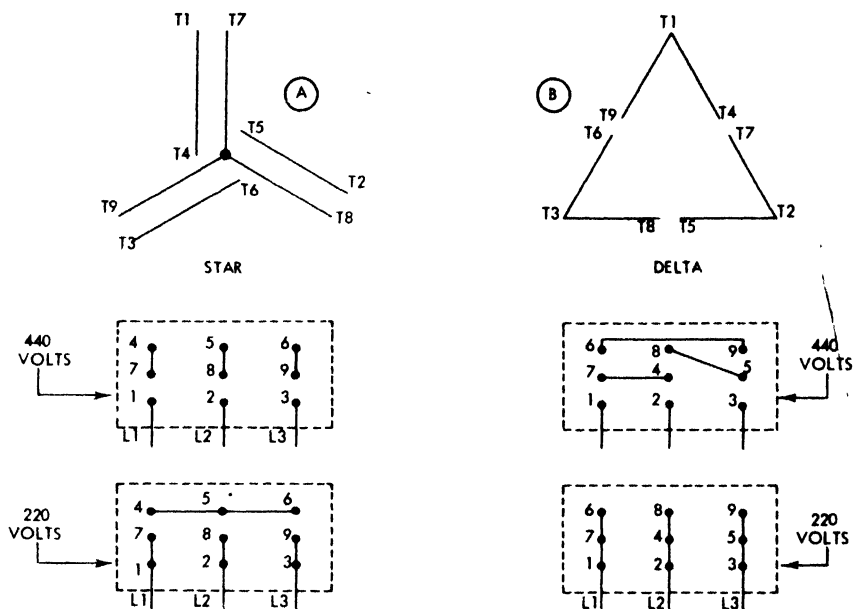 T1 T7
T1
A
B
T5
T9 T4
T4
T6 T7
T6
T9
T2
T3
T8
T3 T8 T5 T2
STAR
DELTA
440
VOLTS
4 5 6
7 8 9
1 2 3
L1 L2 L3
6 8 9
7 4 5
1 2 3
440
VOLTS
220
VOLTS
4 5 6
7 8 9
1 2 3
L1 L2 L3
6 8 9
7 4 5
1 2 3
L1 L2 L3
220
VOLTS